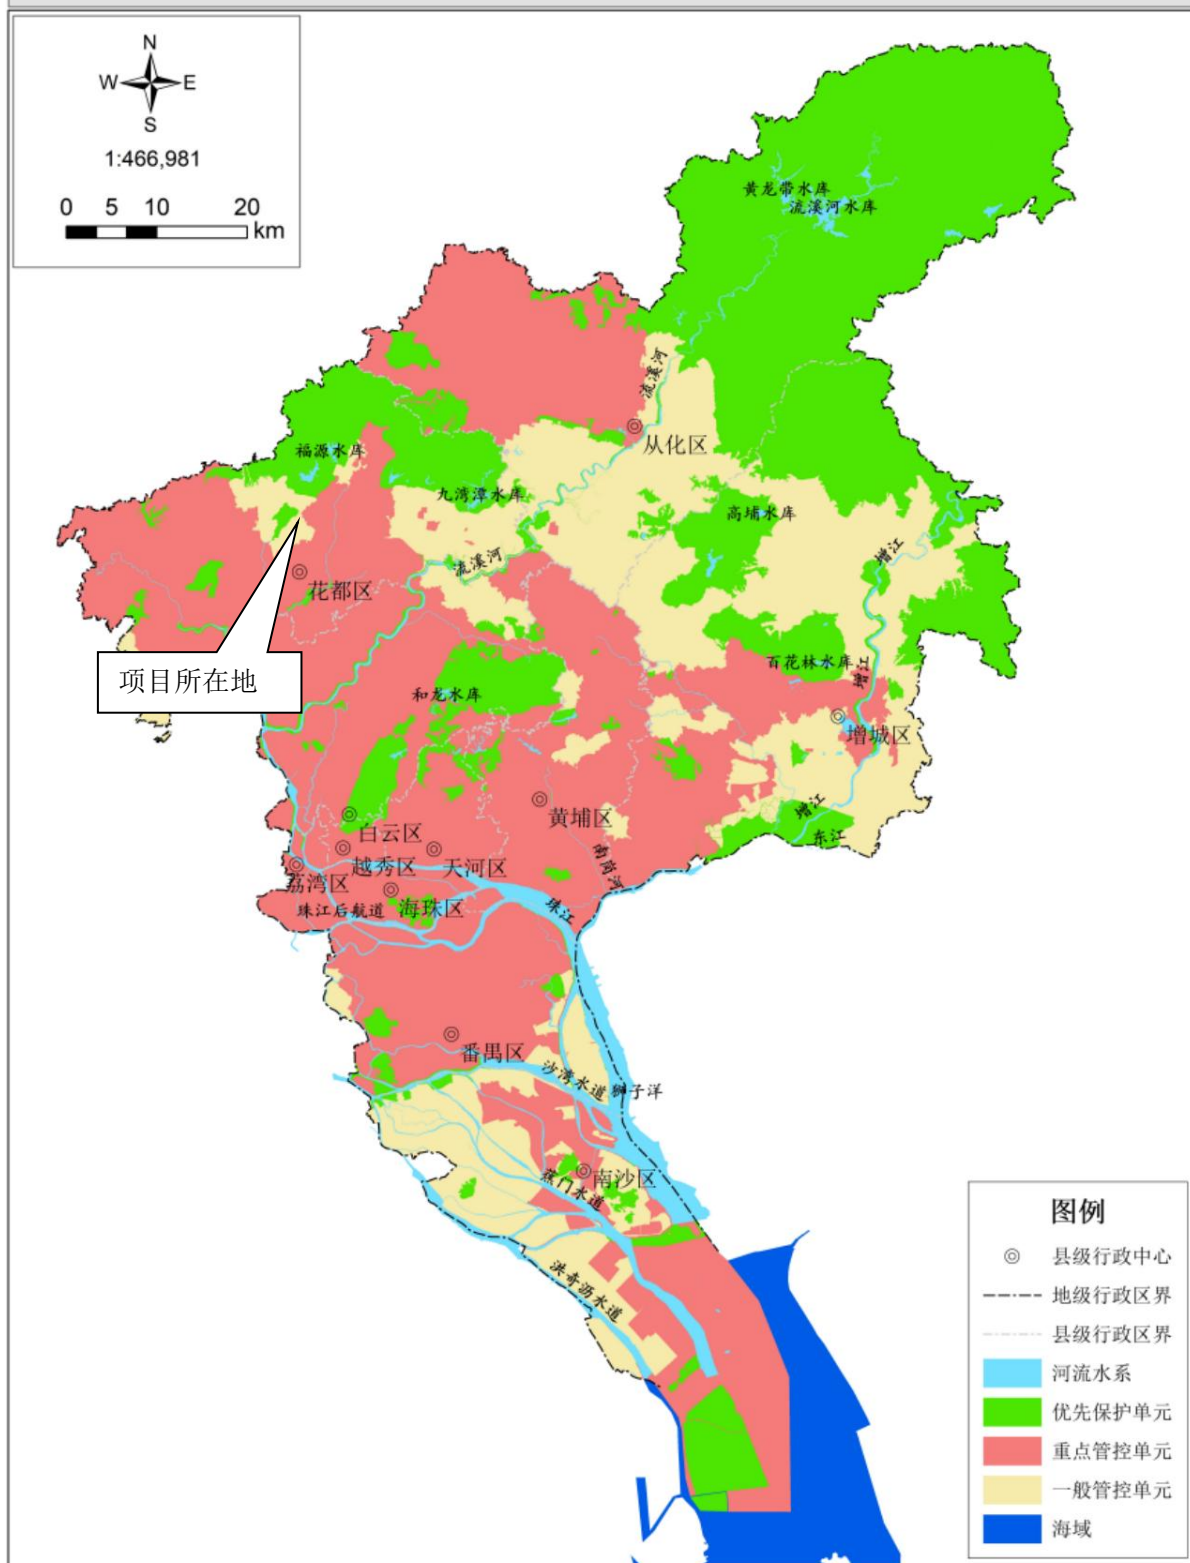 N
W E
S
1:466,981
0 5 10 20
km
黄龙带水库
流溪河水库
流溪河
从化区
福源水库
九湾潭水库
高埔水库
流溪河
增江
花都区
项目所在地
百花林水库
增江
和龙水库
增城区
黄埔区
增江
白云区
东江
越秀区
天河区
南岗河
荔湾区
海珠区
珠江后航道
珠江
番禺区
沙湾水道
狮子洋
南沙区
蕉门水道
洪奇沥水道
图例
县级行政中心
地级行政区界
县级行政区界
河流水系
优先保护单元
重点管控单元
一般管控单元
海域